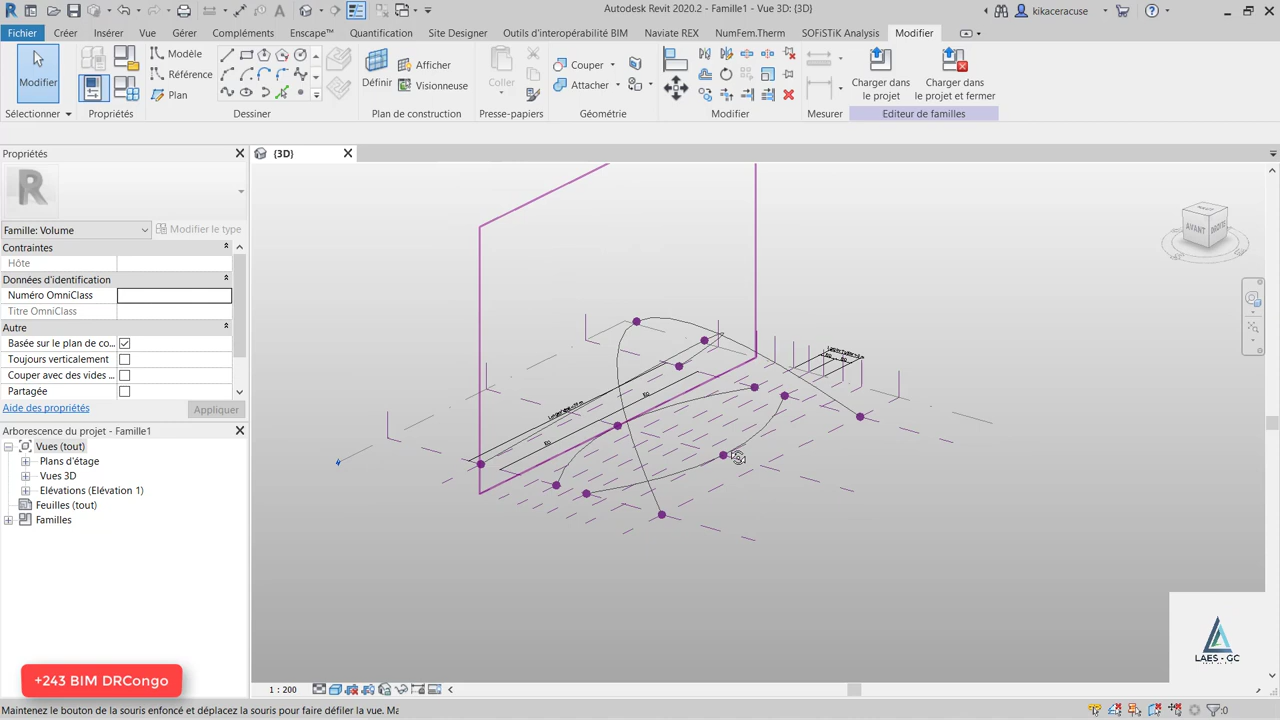 Autodesk Revit 2020.2 - Famille1 - Vue 3D: {3D}
kikaceracuse
Fichier Créer Insérer Vue Gérer Compléments Enscape™ Quantification Site Designer Outils d'interopérabilité BIM Naviate REX NumFem.Therm SOFiSTiK Analysis Modifier
Modifier
Modèle
Référence
Plan
Définir
Afficher
Visionneuse
Coller
Couper
Attacher
Charger dans le projet
Charger dans le projet et fermer
Sélectionner Propriétés Dessiner Plan de construction Presse-papiers Géométrie Modifier Mesurer Editeur de familles
Propriétés
{3D}
R
Famille: Volume
Modifier le type
Contraintes
Hôte
Données d'identification
Numéro OmniClass
Titre OmniClass
Autre
Basée sur le plan de co...
Toujours verticalement
Couper avec des vides ...
Partagée
Aide des propriétés
Appliquer
Arborescence du projet - Famille1
Vues (tout)
Plans d'étage
Vues 3D
Elévations (Elévation 1)
Feuilles (tout)
Familles
AVANT
EQ
EQ
+243 BIM DRCongo
LAES - GC
1 : 200
Maintenez le bouton de la souris enfoncé et déplacez la souris pour faire défiler la vue. Ma
:0